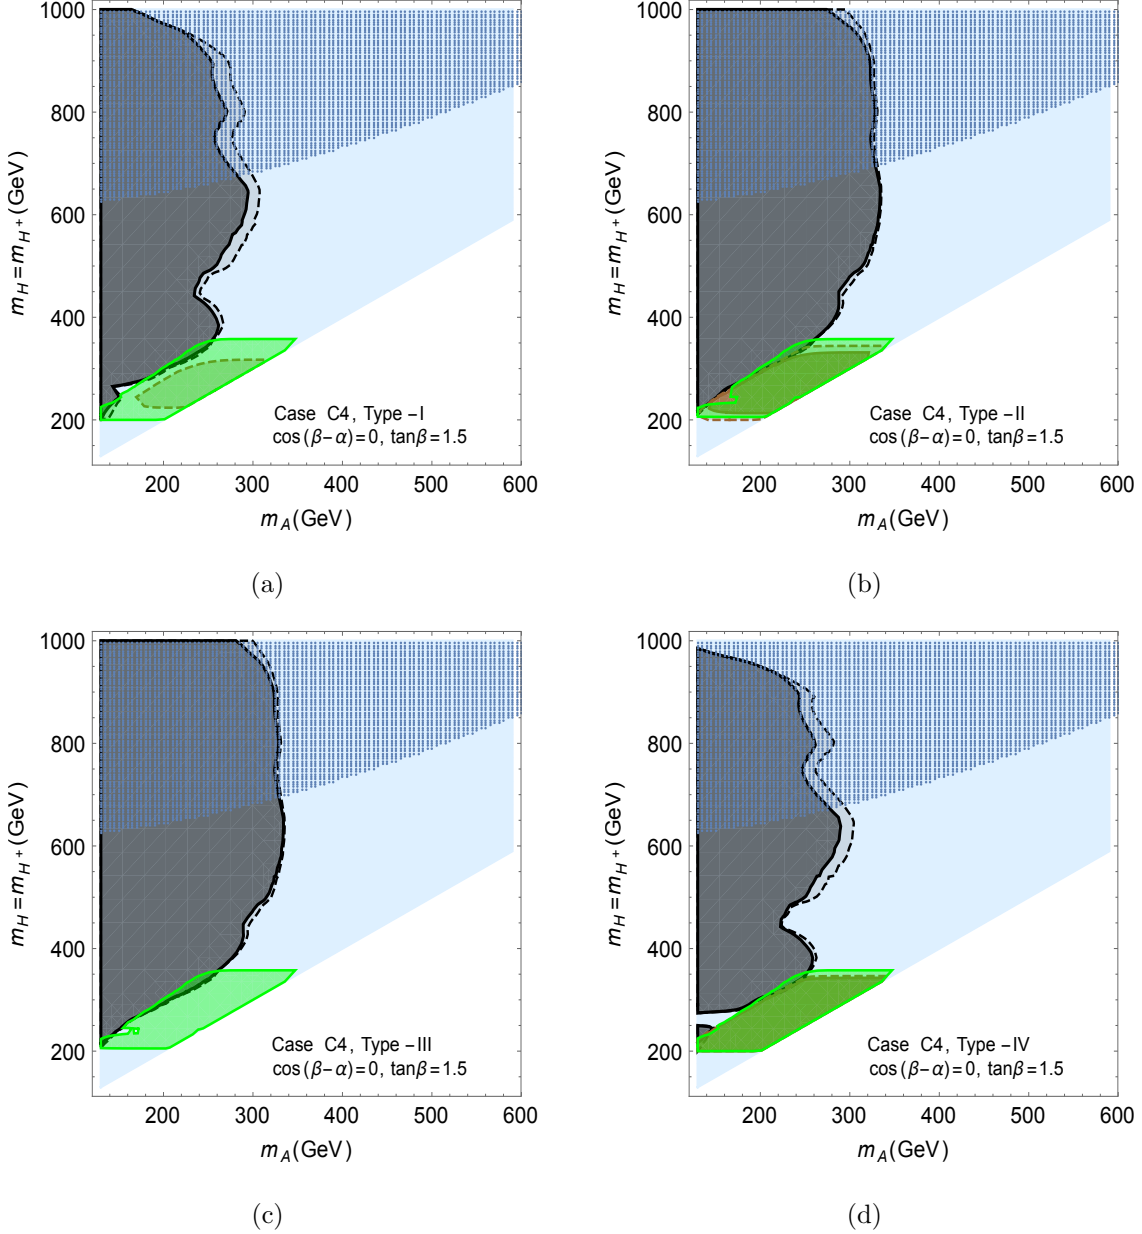 1000
800
600
400
200
m_H = m_H+ (GeV)
Case C4, Type-I
cos(β-α)=0, tanβ=1.5
200 300 400 500 600
m_A (GeV)
(a)
1000
800
600
400
200
m_H = m_H+ (GeV)
Case C4, Type-II
cos(β-α)=0, tanβ=1.5
200 300 400 500 600
m_A (GeV)
(b)
1000
800
600
400
200
m_H = m_H+ (GeV)
Case C4, Type-III
cos(β-α)=0, tanβ=1.5
200 300 400 500 600
m_A (GeV)
(c)
1000
800
600
400
200
m_H = m_H+ (GeV)
Case C4, Type-IV
cos(β-α)=0, tanβ=1.5
200 300 400 500 600
m_A (GeV)
(d)